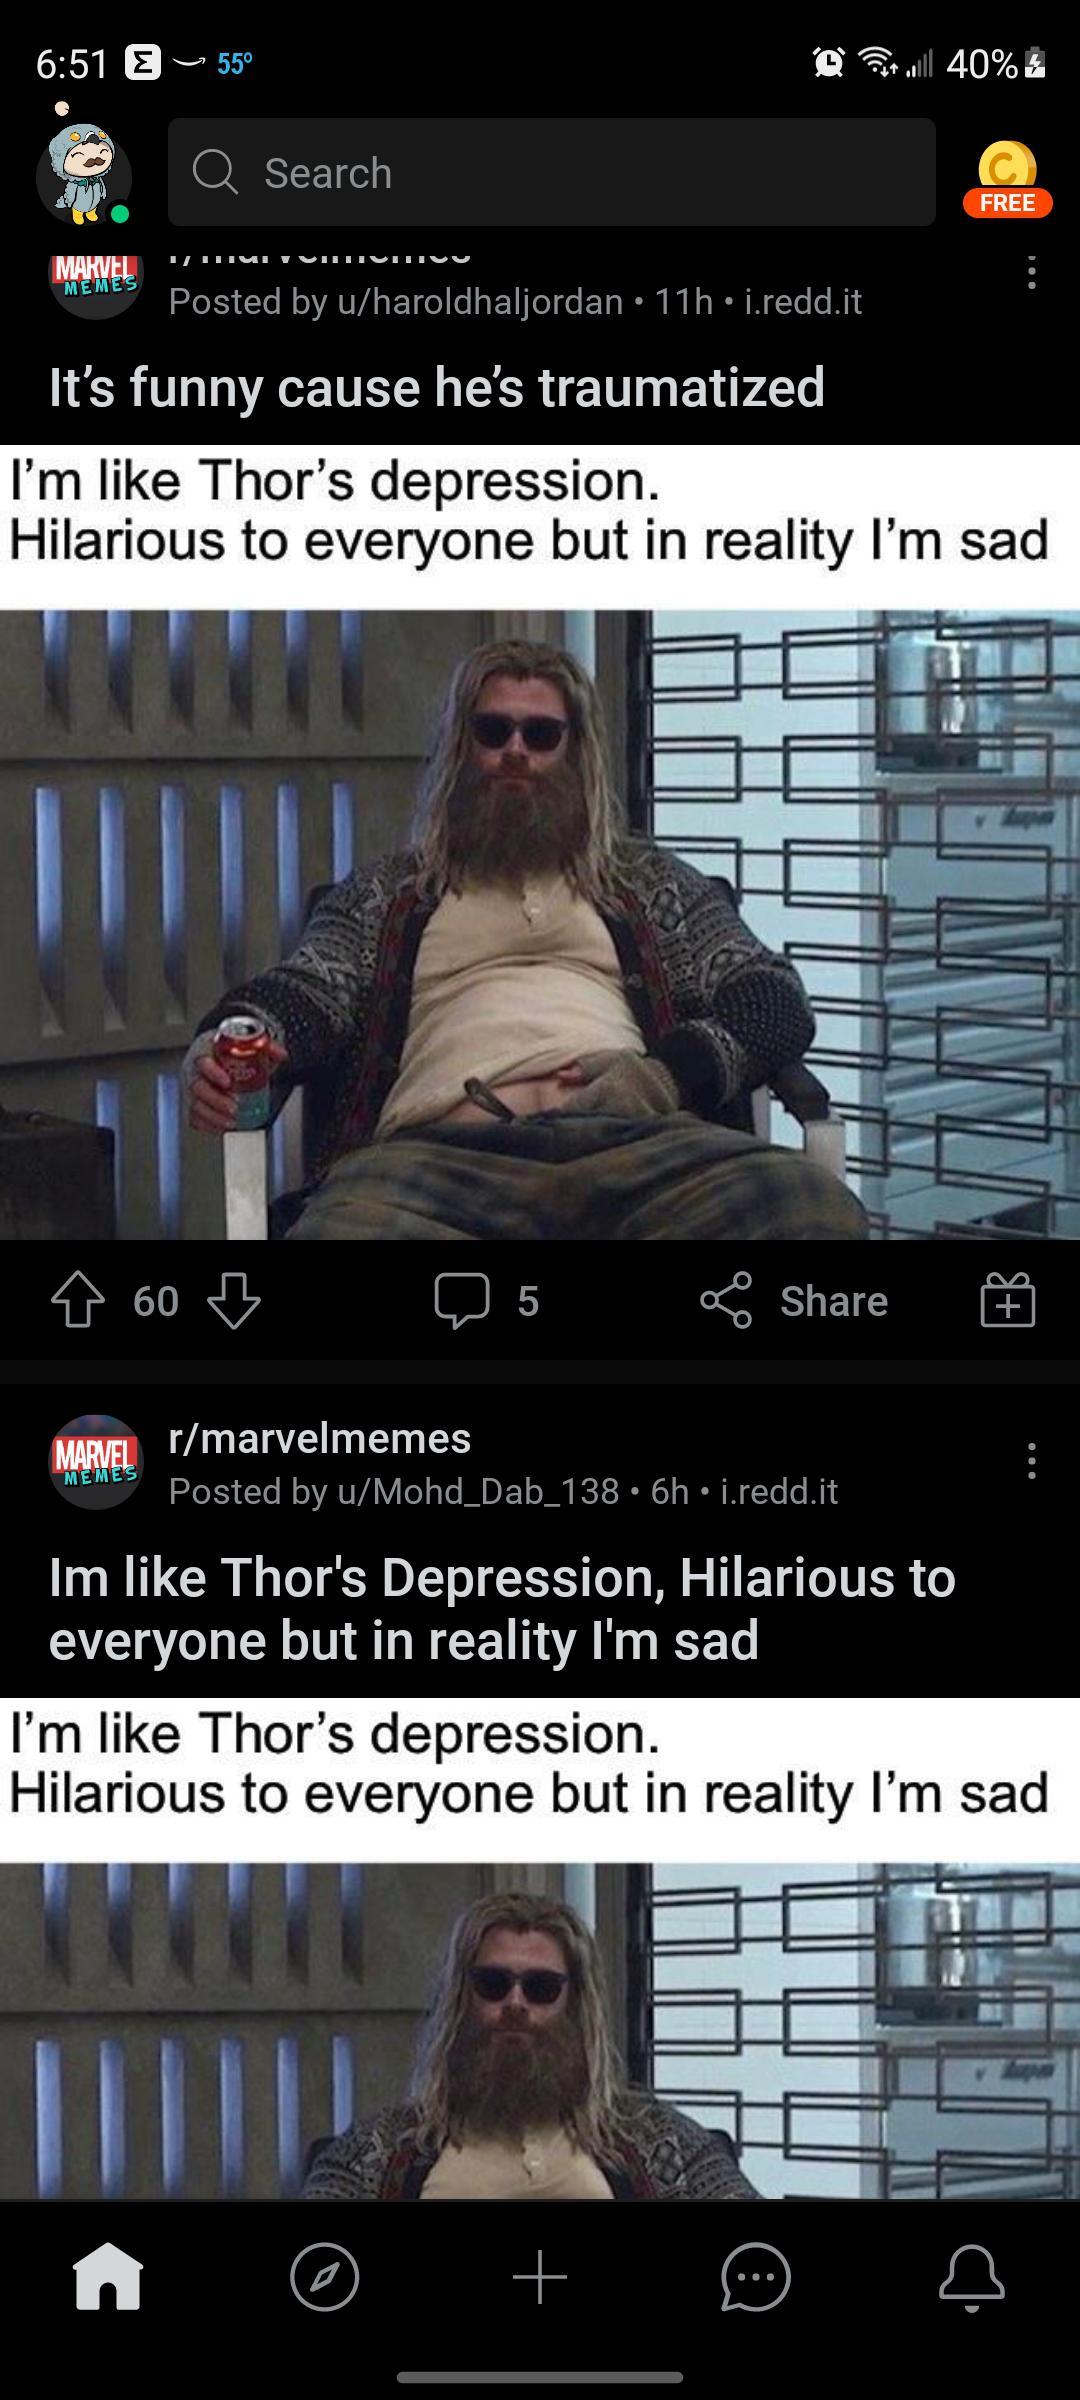 6:51 Σ 55° 40%
Search
C
FREE
r/marvelmemes
MARVEL
MEMES
Posted by u/haroldhaljordan • 11h • i.redd.it
It’s funny cause he’s traumatized
I’m like Thor’s depression.
Hilarious to everyone but in reality I’m sad
60 5 Share
r/marvelmemes
MARVEL
MEMES
Posted by u/Mohd_Dab_138 • 6h • i.redd.it
Im like Thor's Depression, Hilarious to
everyone but in reality I'm sad
I’m like Thor’s depression.
Hilarious to everyone but in reality I’m sad